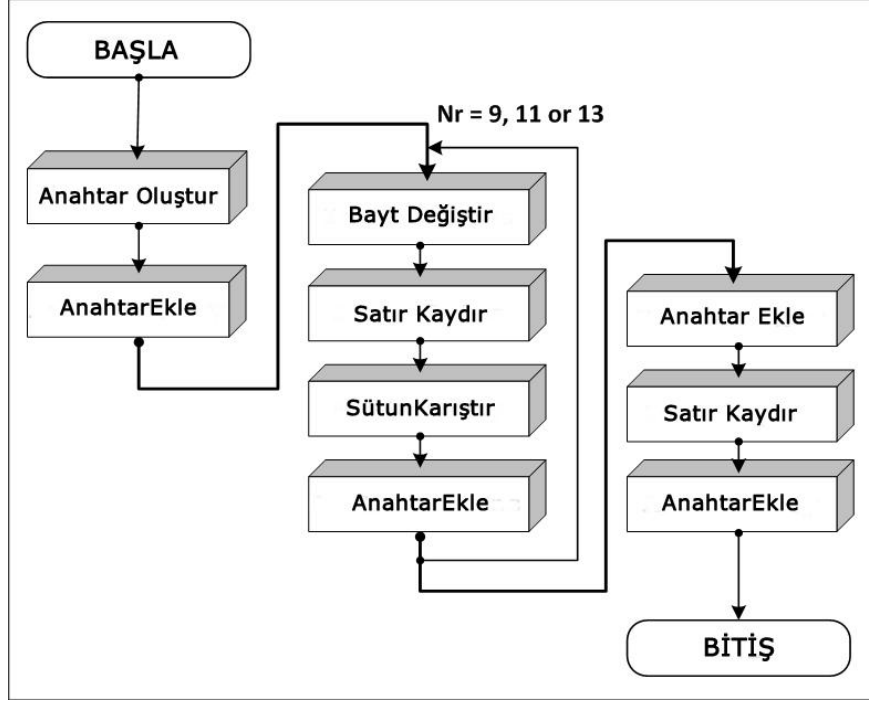 BAŞLA
Anahtar Oluştur
AnahtarEkle
Nr = 9, 11 or 13
Bayt Değiştir
Satır Kaydır
SütunKarıştır
AnahtarEkle
Anahtar Ekle
Satır Kaydır
AnahtarEkle
BİTİŞ